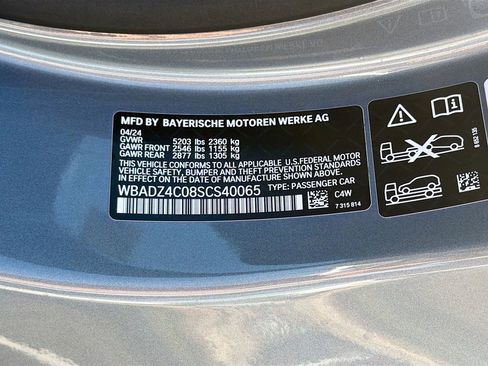 MFD BY BAYERISCHE MOTOREN WERKE AG
04/24
GVWR 5203 lbs 2360 kg
GAWR FRONT 2546 lbs 1155 kg
GAWR REAR 2877 lbs 1305 kg
THIS VEHICLE CONFORMS TO ALL APPLICABLE U.S.FEDERAL MOTOR
VEHICLE SAFETY, BUMPER, AND THEFT PREVENTION STANDARDS
IN EFFECT ON THE DATE OF MANUFACTURE SHOWN ABOVE.
WBADZ4C08SCS40065 TYPE: PASSENGER CAR
C4W
7 315 814